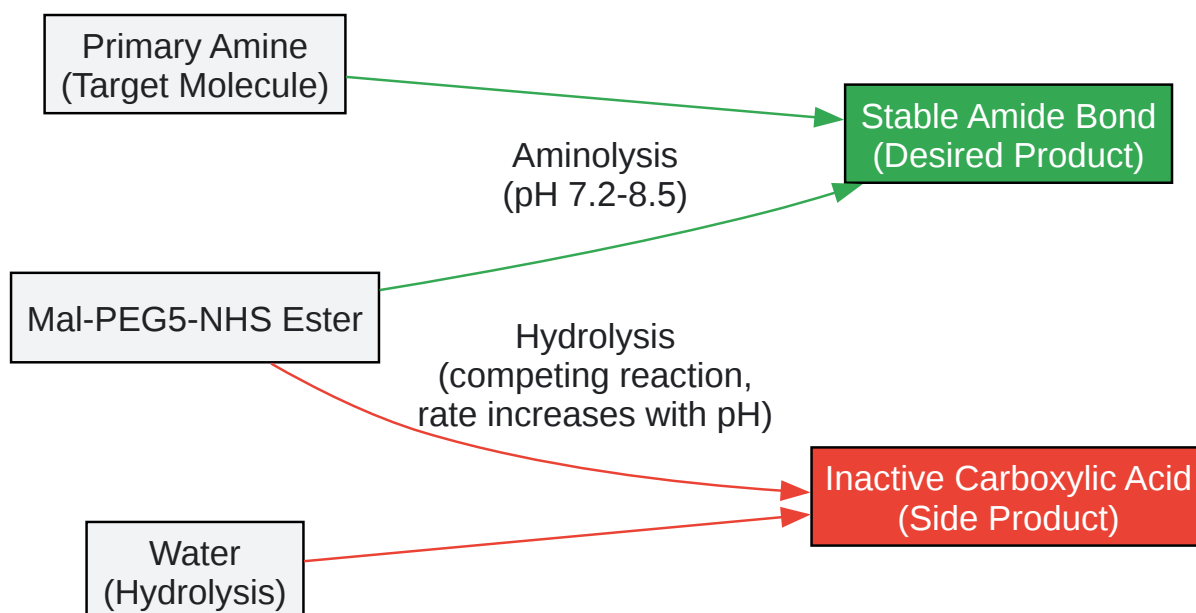 Primary Amine
(Target Molecule)
Stable Amide Bond
(Desired Product)
Aminolysis
(pH 7.2-8.5)
Mal-PEG5-NHS Ester
Hydrolysis
(competing reaction,
rate increases with pH)
Inactive Carboxylic Acid
(Side Product)
Water
(Hydrolysis)